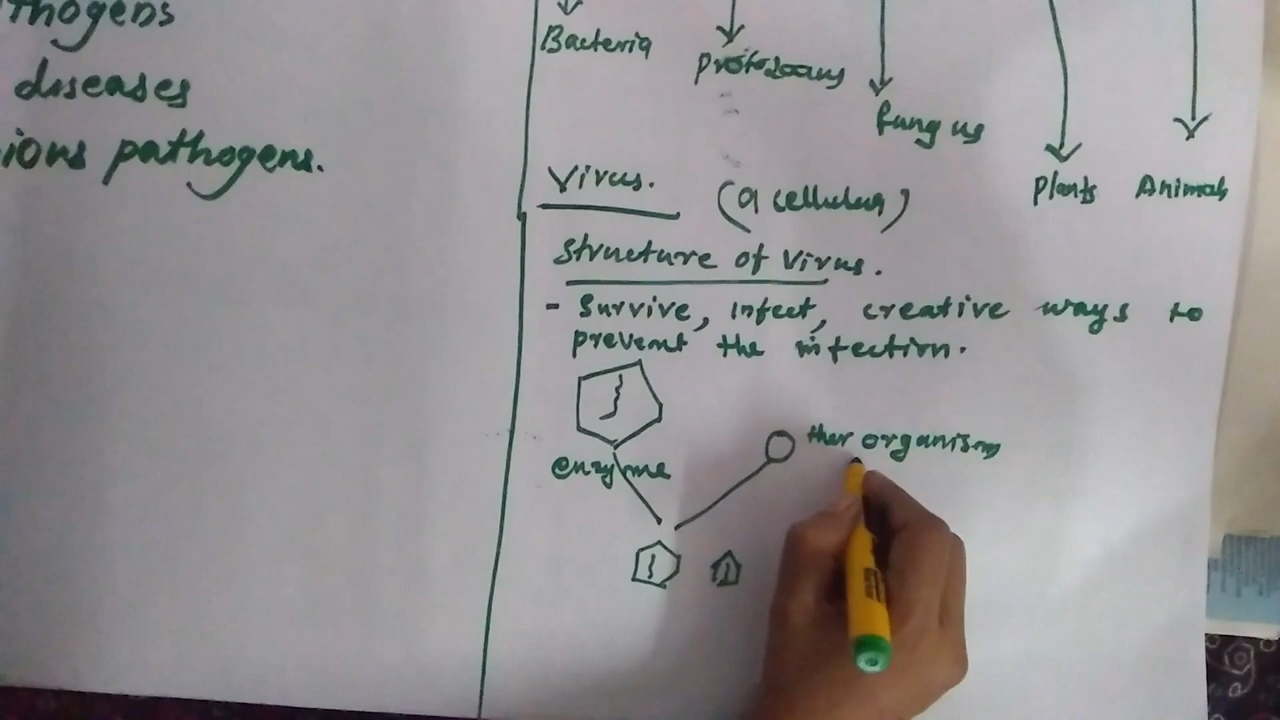 thogens
diseases
ious pathogens.
Bacteria
protozoans
fungus
Plants
Animals
Virus. (a cellular)
Structure of Virus.
- Survive, infect, creative ways to
prevent the infection.
enzyme
ther organism